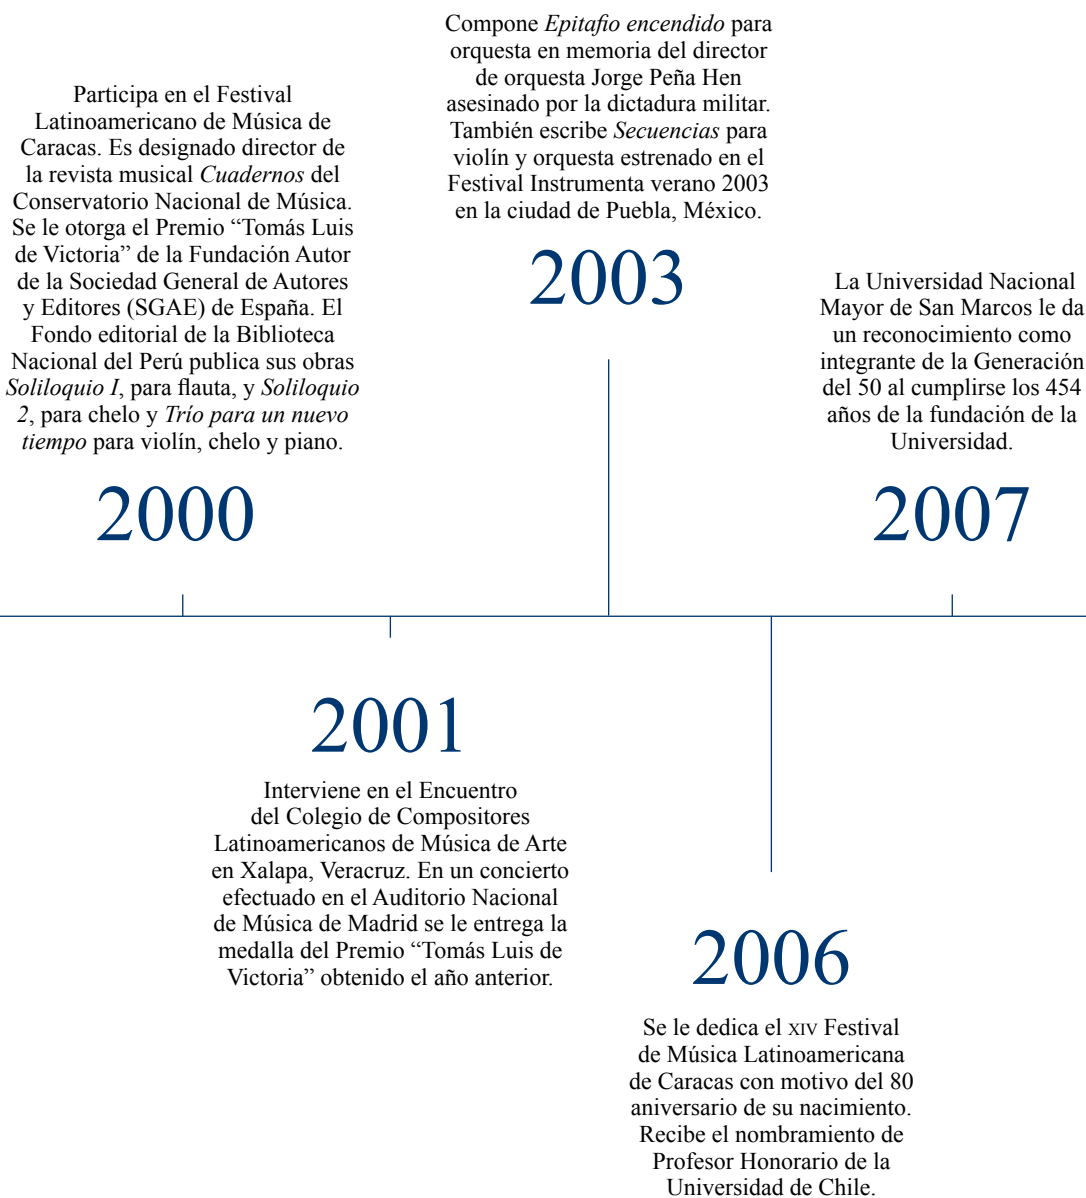 Participa en el Festival
Latinoamericano de Música de
Caracas. Es designado director de
la revista musical Cuadernos del
Conservatorio Nacional de Música.
Se le otorga el Premio “Tomás Luis
de Victoria” de la Fundación Autor
de la Sociedad General de Autores
y Editores (SGAE) de España. El
Fondo editorial de la Biblioteca
Nacional del Perú publica sus obras
Soliloquio I, para flauta, y Soliloquio
2, para chelo y Trío para un nuevo
tiempo para violín, chelo y piano.
2000
2001
Interviene en el Encuentro
del Colegio de Compositores
Latinoamericanos de Música de Arte
en Xalapa, Veracruz. En un concierto
efectuado en el Auditorio Nacional
de Música de Madrid se le entrega la
medalla del Premio “Tomás Luis de
Victoria” obtenido el año anterior.
Compone Epitafio encendido para
orquesta en memoria del director
de orquesta Jorge Peña Hen
asesinado por la dictadura militar.
También escribe Secuencias para
violín y orquesta estrenado en el
Festival Instrumenta verano 2003
en la ciudad de Puebla, México.
2003
2006
Se le dedica el XIV Festival
de Música Latinoamericana
de Caracas con motivo del 80
aniversario de su nacimiento.
Recibe el nombramiento de
Profesor Honorario de la
Universidad de Chile.
La Universidad Nacional
Mayor de San Marcos le da
un reconocimiento como
integrante de la Generación
del 50 al cumplirse los 454
años de la fundación de la
Universidad.
2007